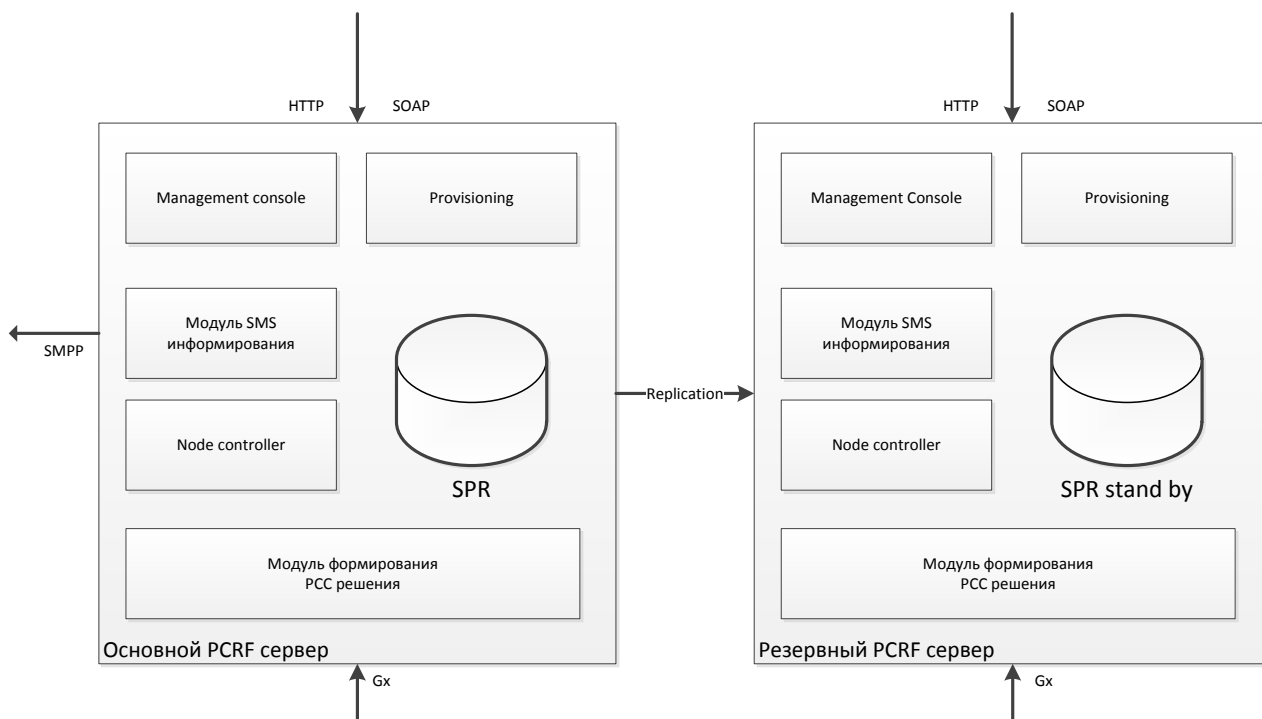 HTTP
SOAP
Management console
Provisioning
Модуль SMS
информирования
SMPP
Node controller
SPR
Модуль формирования
PCC решения
Основной PCRF сервер
Gx
Replication
HTTP
SOAP
Management Console
Provisioning
Модуль SMS
информирования
Node controller
SPR stand by
Модуль формирования
PCC решения
Резервный PCRF сервер
Gx